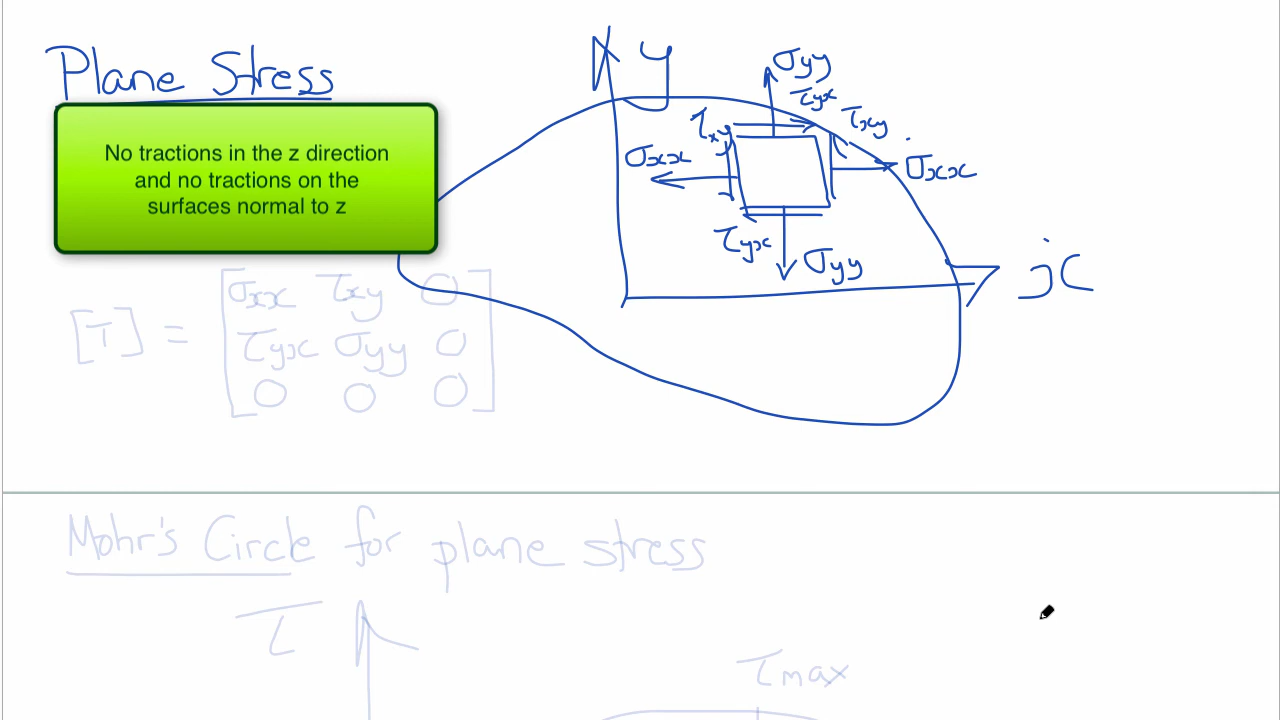 Plane Stress
No tractions in the z direction
and no tractions on the
surfaces normal to z
y
σyy
τyx
τxy
τxy
σxx
σxx
τyx
σyy
x
[T] = [σxx τxy 0
τyx σyy 0
0 0 0]
Mohr's Circle for plane stress
τ
τmax